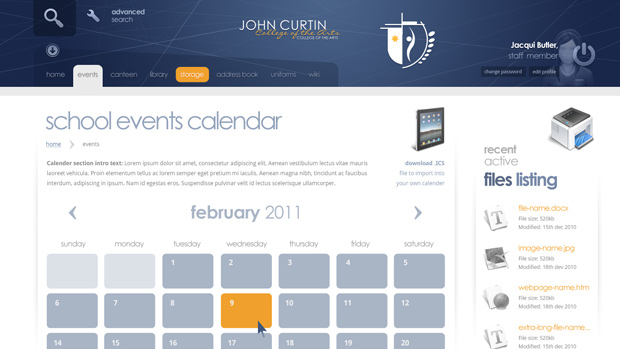 advanced
search
JOHN CURTIN
College of the Arts
COLLEGE OF THE ARTS
Jacqui Butler,
staff member
change password
edit profile
home
events
canteen
library
storage
address book
uniforms
wiki
school events calendar
home
events
Calender section intro text: Lorem ipsum dolor sit amet, consectetur adipiscing elit. Aenean vestibulum lectus vitae mauris
laoreet vehicula. Proin elementum tellus ac lorem semper eget pretium mi iaculis. Aenean magna nibh, tincidunt ac faucibus
interdum, adipiscing in ipsum. Nam id egestas eros. Suspendisse pulvinar velit id lectus scelerisque ullamcorper.
download .ICS
file to import into
your own calender
february 2011
sunday
monday
tuesday
wednesday
thursday
friday
saturday
1
2
3
4
5
6
7
8
9
10
11
12
14
15
16
17
18
19
20
recent
active
files listing
file-name.docx
File size: 520kb
Modified: 15th dec 2010
image-name.jpg
File size: 520kb
Modified: 15th dec 2010
webpage-name.htm
File size: 520kb
Modified: 18th dec 2010
extra-long-file-name...
File size: 520kb
Modified: 15th dec 2010